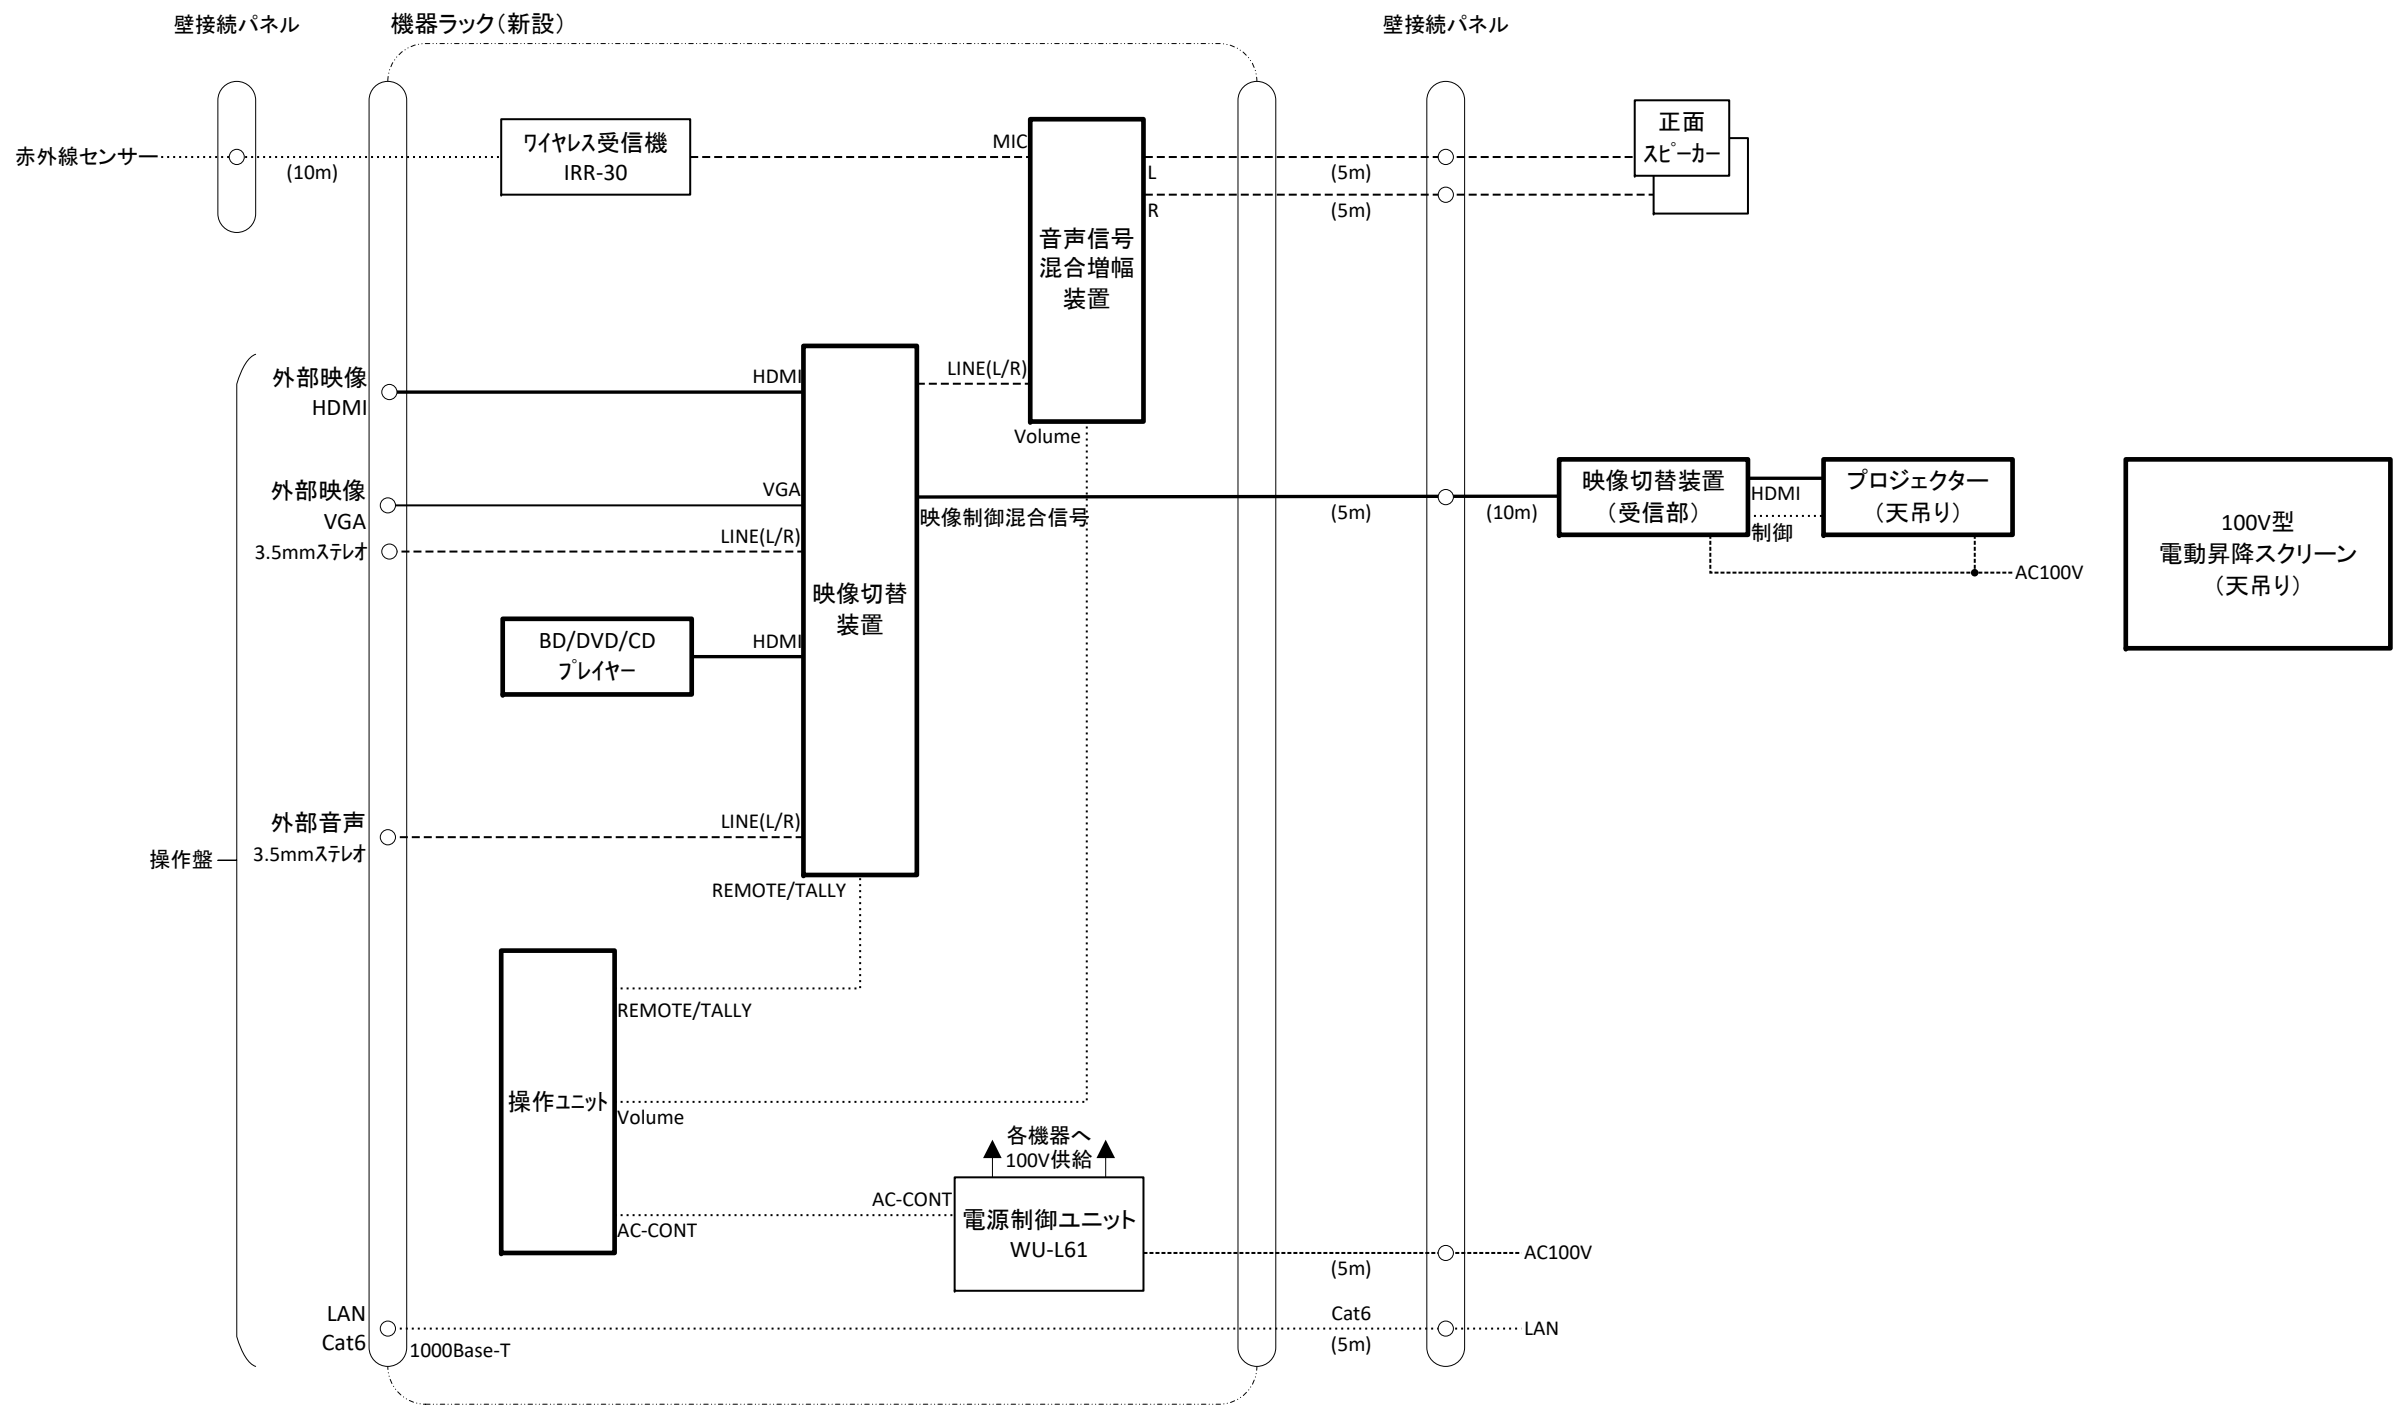 壁接続パネル
機器ラック（新設）
壁接続パネル
赤外線センサー
(10m)
ワイヤレス受信機
IRR-30
MIC
L
R
(5m)
(5m)
正面
スピーカー
音声信号
混合増幅
装置
外部映像
HDMI
HDMI
LINE(L/R)
Volume
外部映像
VGA
3.5mmステレオ
VGA
LINE(L/R)
映像制御混合信号
(5m)
(10m)
映像切替装置
（受信部）
HDMI
制御
プロジェクター
（天吊り）
AC100V
100V型
電動昇降スクリーン
（天吊り）
映像切替
装置
BD/DVD/CD
プレイヤー
HDMI
外部音声
3.5mmステレオ
LINE(L/R)
操作盤
REMOTE/TALLY
REMOTE/TALLY
操作ユニット
Volume
各機器へ
100V供給
AC-CONT
AC-CONT
電源制御ユニット
WU-L61
(5m)
AC100V
LAN
Cat6
1000Base-T
Cat6
(5m)
LAN